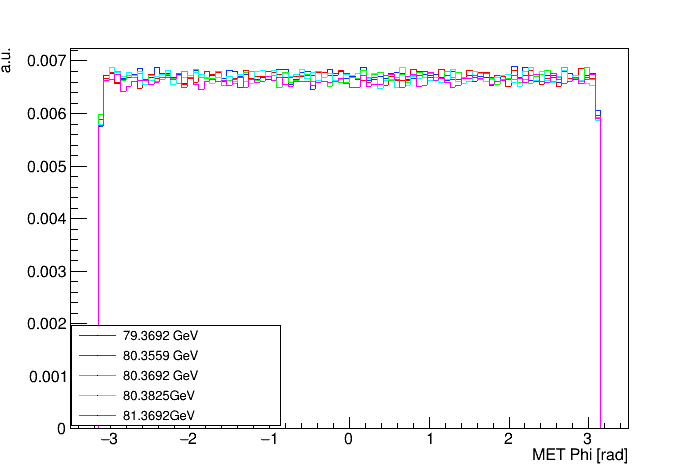 a.u.
0.007
0.006
0.005
0.004
0.003
0.002
0.001
0
79.3692 GeV
80.3559 GeV
80.3692 GeV
80.3825GeV
81.3692GeV
−3 −2 −1 0 1 2 3
MET Phi [rad]